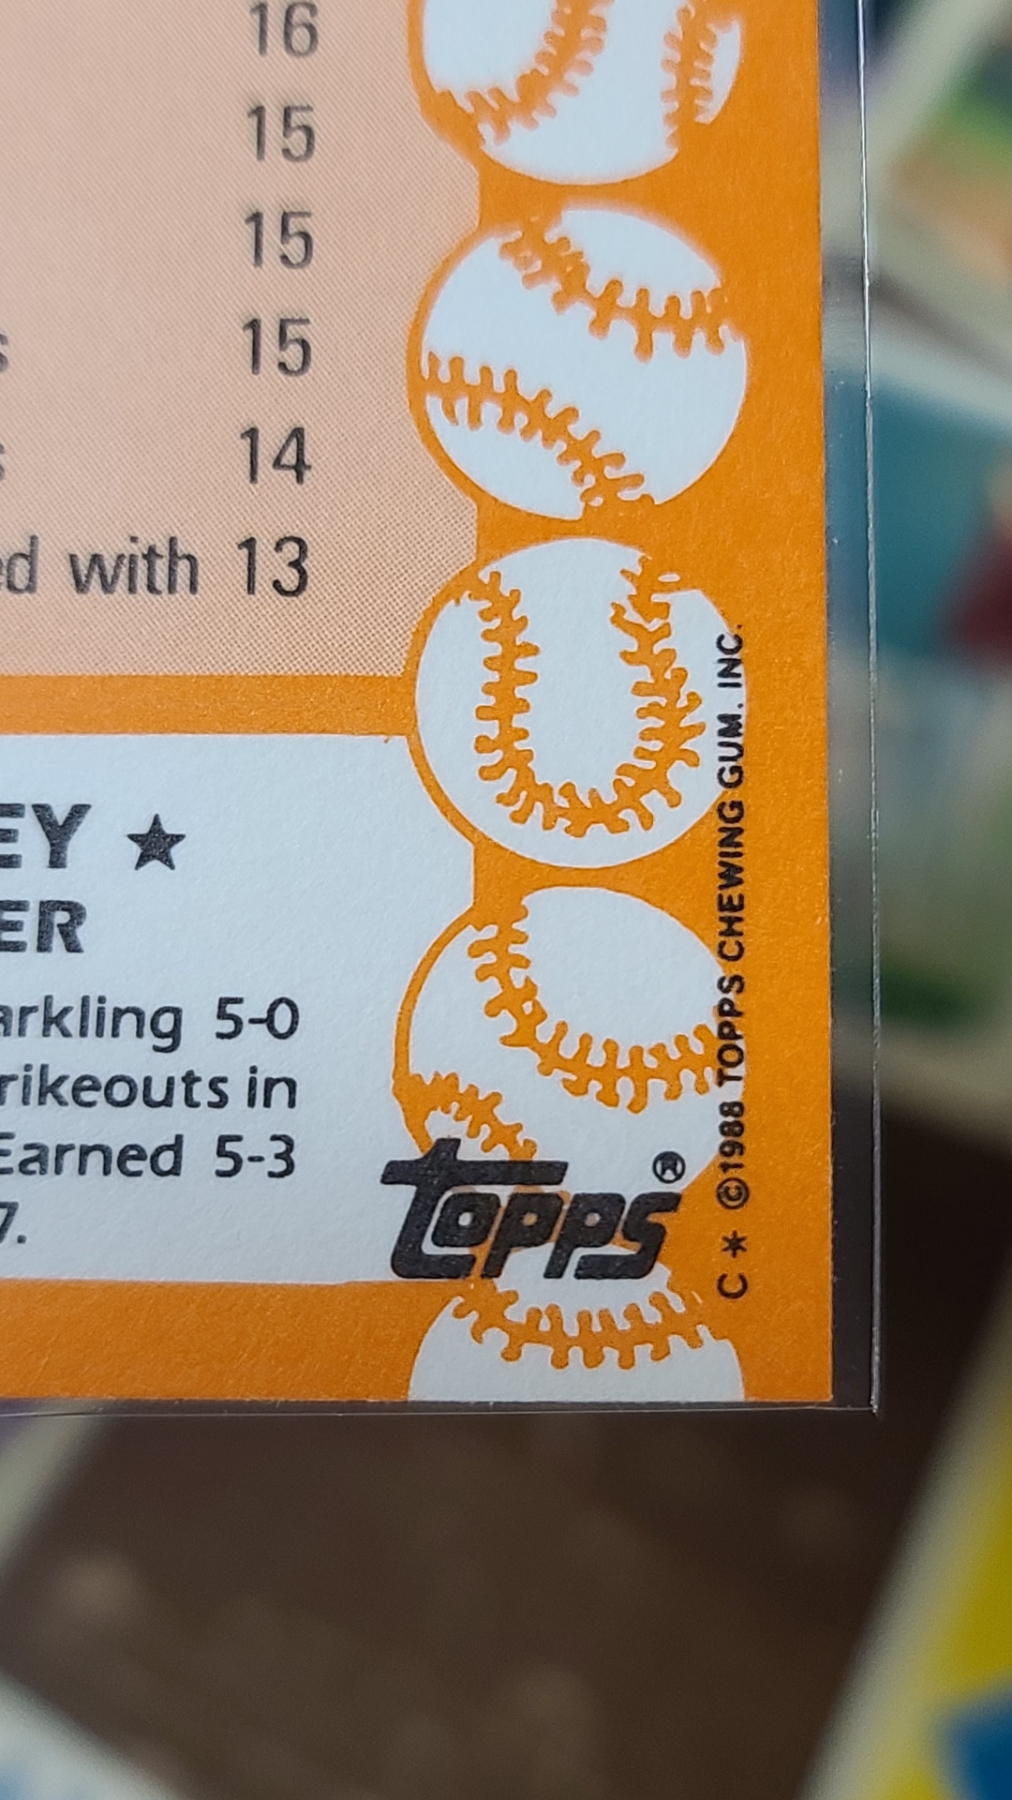 16
15
15
s 15
s 14
ed with 13
EY ★
ER
arkling 5-0
rikeouts in
Earned 5-3
7.
TOPPS®
C * ©1988 TOPPS CHEWING GUM. INC.